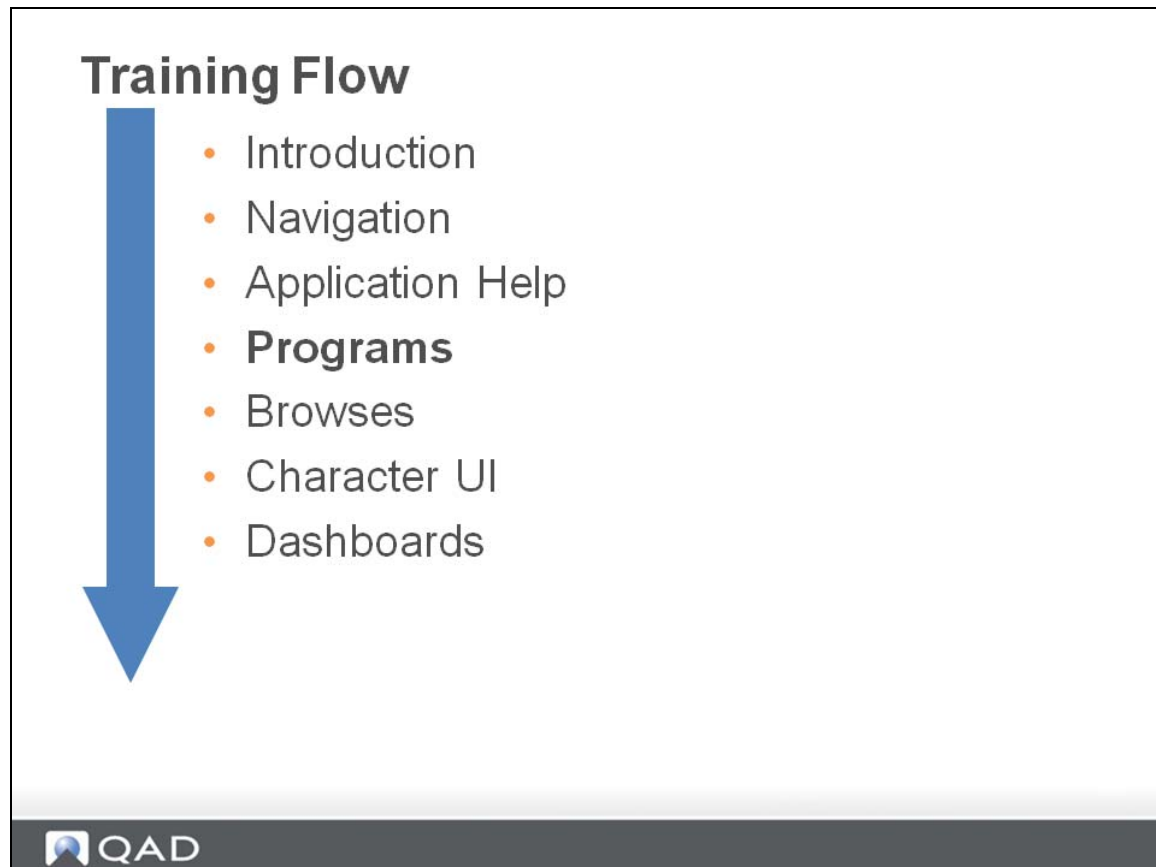 Training Flow
• Introduction
• Navigation
• Application Help
• Programs
• Browses
• Character UI
• Dashboards
QAD